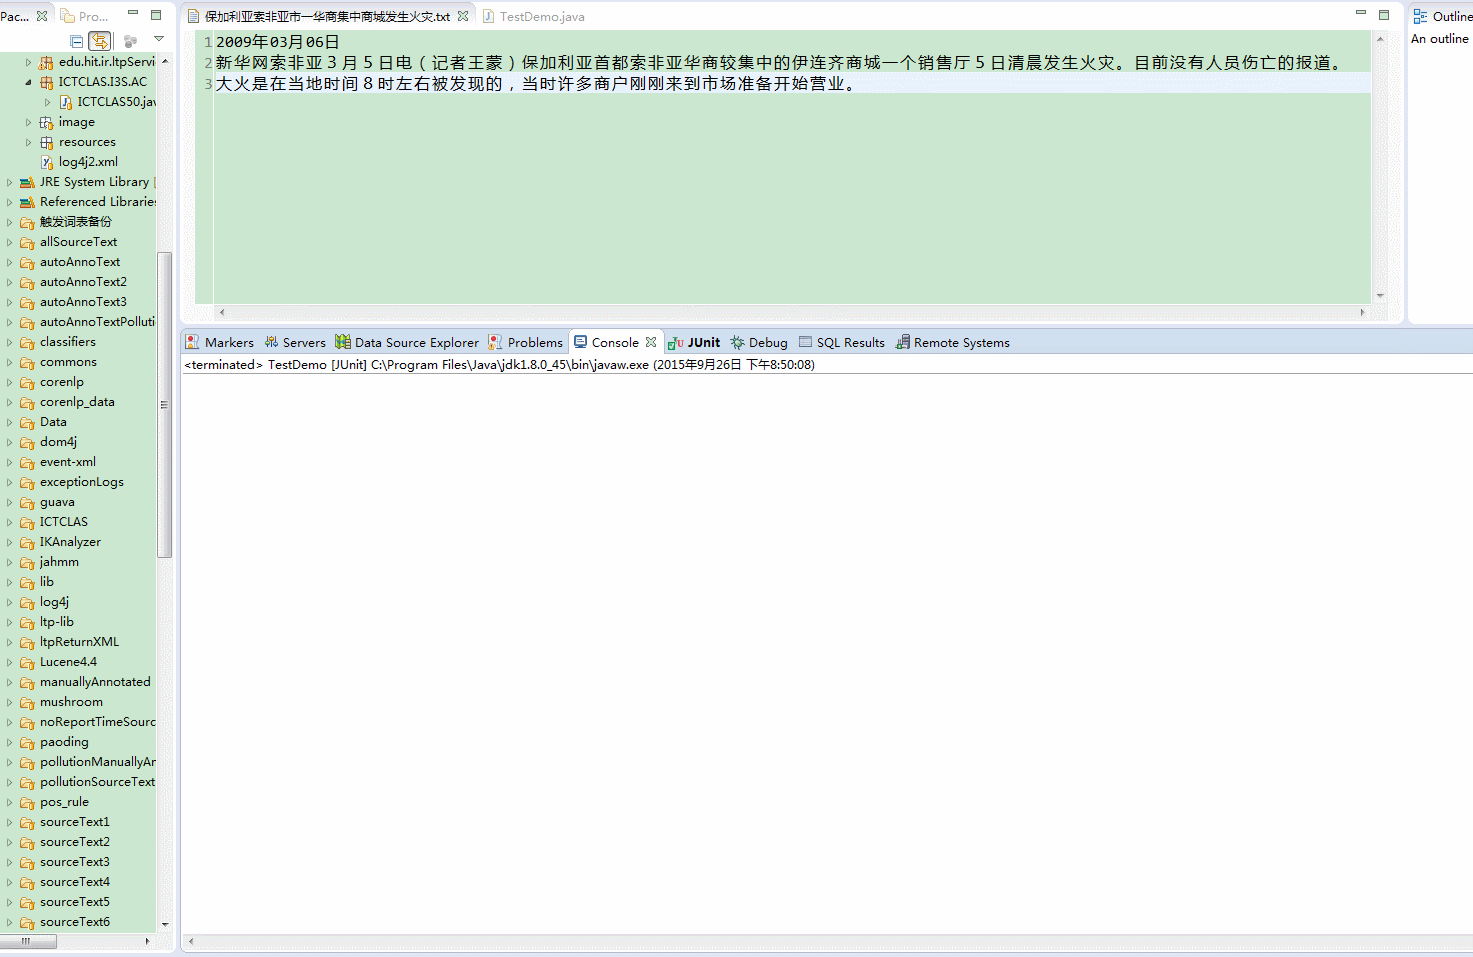 Pac...
Pro...
edu.hit.ir.ltpServi
ICTCLAS.I3S.AC
ICTCLAS50.jav
image
resources
log4j2.xml
JRE System Library
Referenced Libraries
触发词表备份
allSourceText
autoAnnoText
autoAnnoText2
autoAnnoText3
autoAnnoTextPolluti
classifiers
commons
corenlp
corenlp_data
Data
dom4j
event-xml
exceptionLogs
guava
ICTCLAS
IKAnalyzer
jahmm
lib
log4j
ltp-lib
ltpReturnXML
Lucene4.4
manuallyAnnotated
mushroom
noReportTimeSourc
paoding
pollutionManuallyAn
pollutionSourceText
pos_rule
sourceText1
sourceText2
sourceText3
sourceText4
sourceText5
sourceText6
保加利亚索非亚市一华商集中商城发生火灾.txt
TestDemo.java
1 2009年03月06日
2 新华网索非亚３月５日电（记者王蒙）保加利亚首都索非亚华商较集中的伊连齐商城一个销售厅５日清晨发生火灾。目前没有人员伤亡的报道。
3 大火是在当地时间８时左右被发现的，当时许多商户刚刚来到市场准备开始营业。
Outline
An outline
Markers Servers Data Source Explorer Problems Console JUnit Debug SQL Results Remote Systems
<terminated> TestDemo [JUnit] C:\Program Files\Java\jdk1.8.0_45\bin\javaw.exe (2015年9月26日 下午8:50:08)